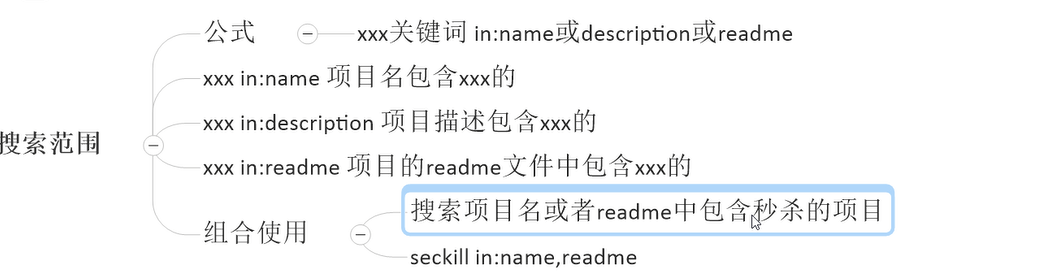 搜索范围
公式
xxx关键词 in:name或description或readme
xxx in:name 项目名包含xxx的
xxx in:description 项目描述包含xxx的
xxx in:readme 项目的readme文件中包含xxx的
组合使用
搜索项目名或者readme中包含秒杀的项目
seckill in:name,readme